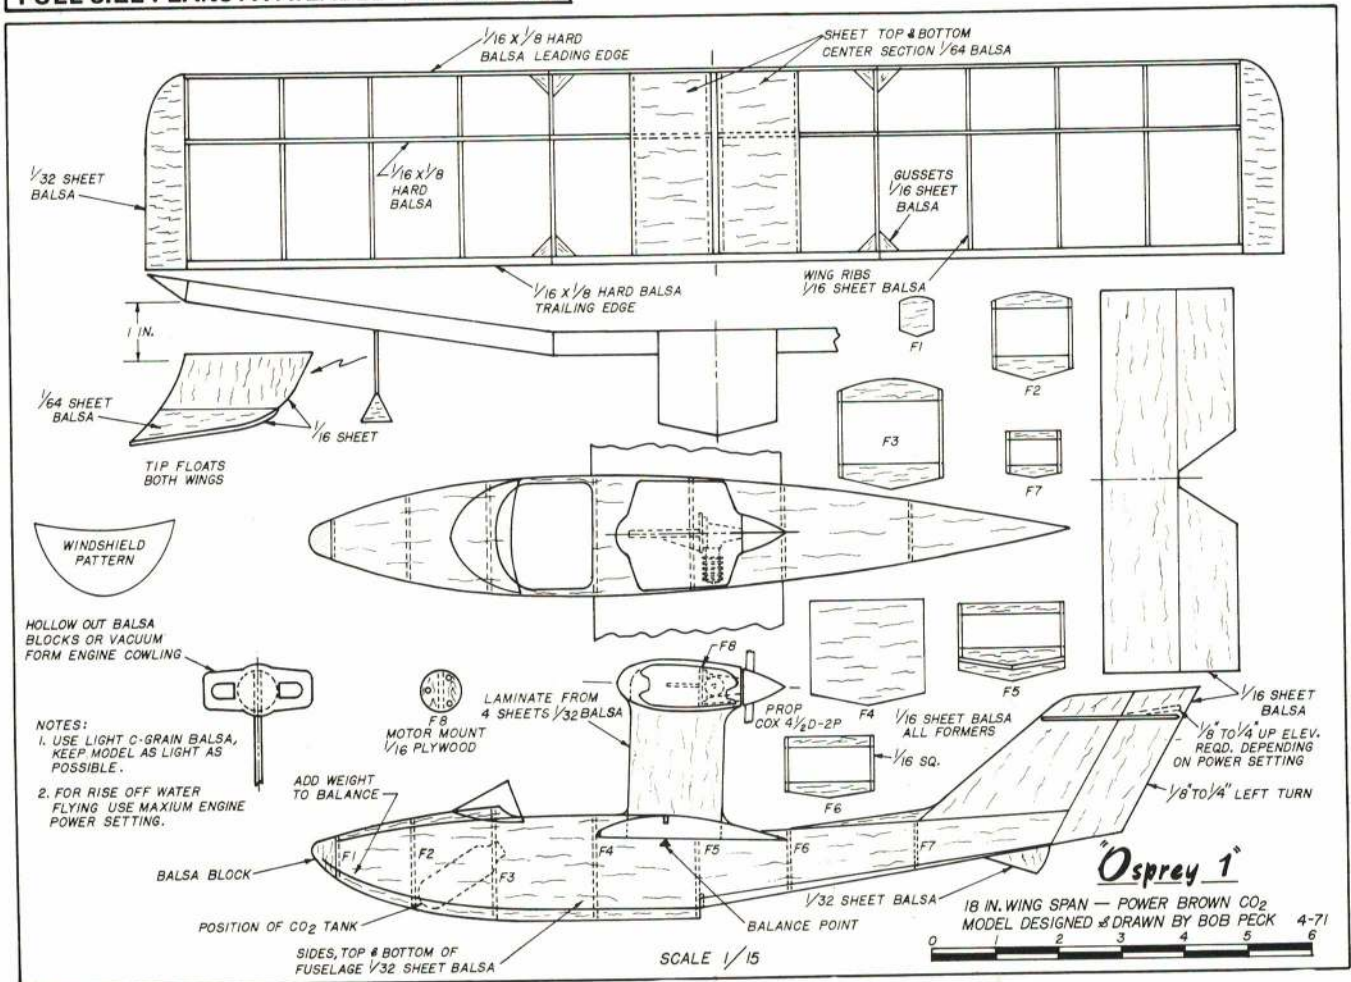 1/16 X 1/8 HARD
BALSA LEADING EDGE
SHEET TOP & BOTTOM
CENTER SECTION 1/64 BALSA
1/32 SHEET
BALSA
1/16 X 1/8
HARD
BALSA
GUSSETS
1/16 SHEET
BALSA
1/16 X 1/8 HARD BALSA
TRAILING EDGE
WING RIBS
1/16 SHEET BALSA
1 IN.
F1
F2
1/64 SHEET
BALSA
1/16 SHEET
F3
F7
TIP FLOATS
BOTH WINGS
WINDSHIELD
PATTERN
HOLLOW OUT BALSA
BLOCKS OR VACUUM
FORM ENGINE COWLING
F8
LAMINATE FROM
4 SHEETS 1/32 BALSA
F8
MOTOR MOUNT
1/16 PLYWOOD
PROP
COX 4 1/2 D-2P
F4
F5
1/16 SHEET BALSA
ALL FORMERS
1/16 SHEET
BALSA
1/8" TO 1/4" UP ELEV.
REQD. DEPENDING
ON POWER SETTING
1/16 SQ.
F6
1/8" TO 1/4" LEFT TURN
NOTES:
1. USE LIGHT C-GRAIN BALSA,
KEEP MODEL AS LIGHT AS
POSSIBLE.
2. FOR RISE OFF WATER
FLYING USE MAXIUM ENGINE
POWER SETTING.
ADD WEIGHT
TO BALANCE
F1
F2
F3
F4
F5
F6
F7
BALSA BLOCK
POSITION OF CO2 TANK
SIDES, TOP & BOTTOM OF
FUSELAGE 1/32 SHEET BALSA
BALANCE POINT
1/32 SHEET BALSA
SCALE 1/15
"Osprey 1"
18 IN. WING SPAN — POWER BROWN CO2
MODEL DESIGNED & DRAWN BY BOB PECK 4-71
0 1 2 3 4 5 6